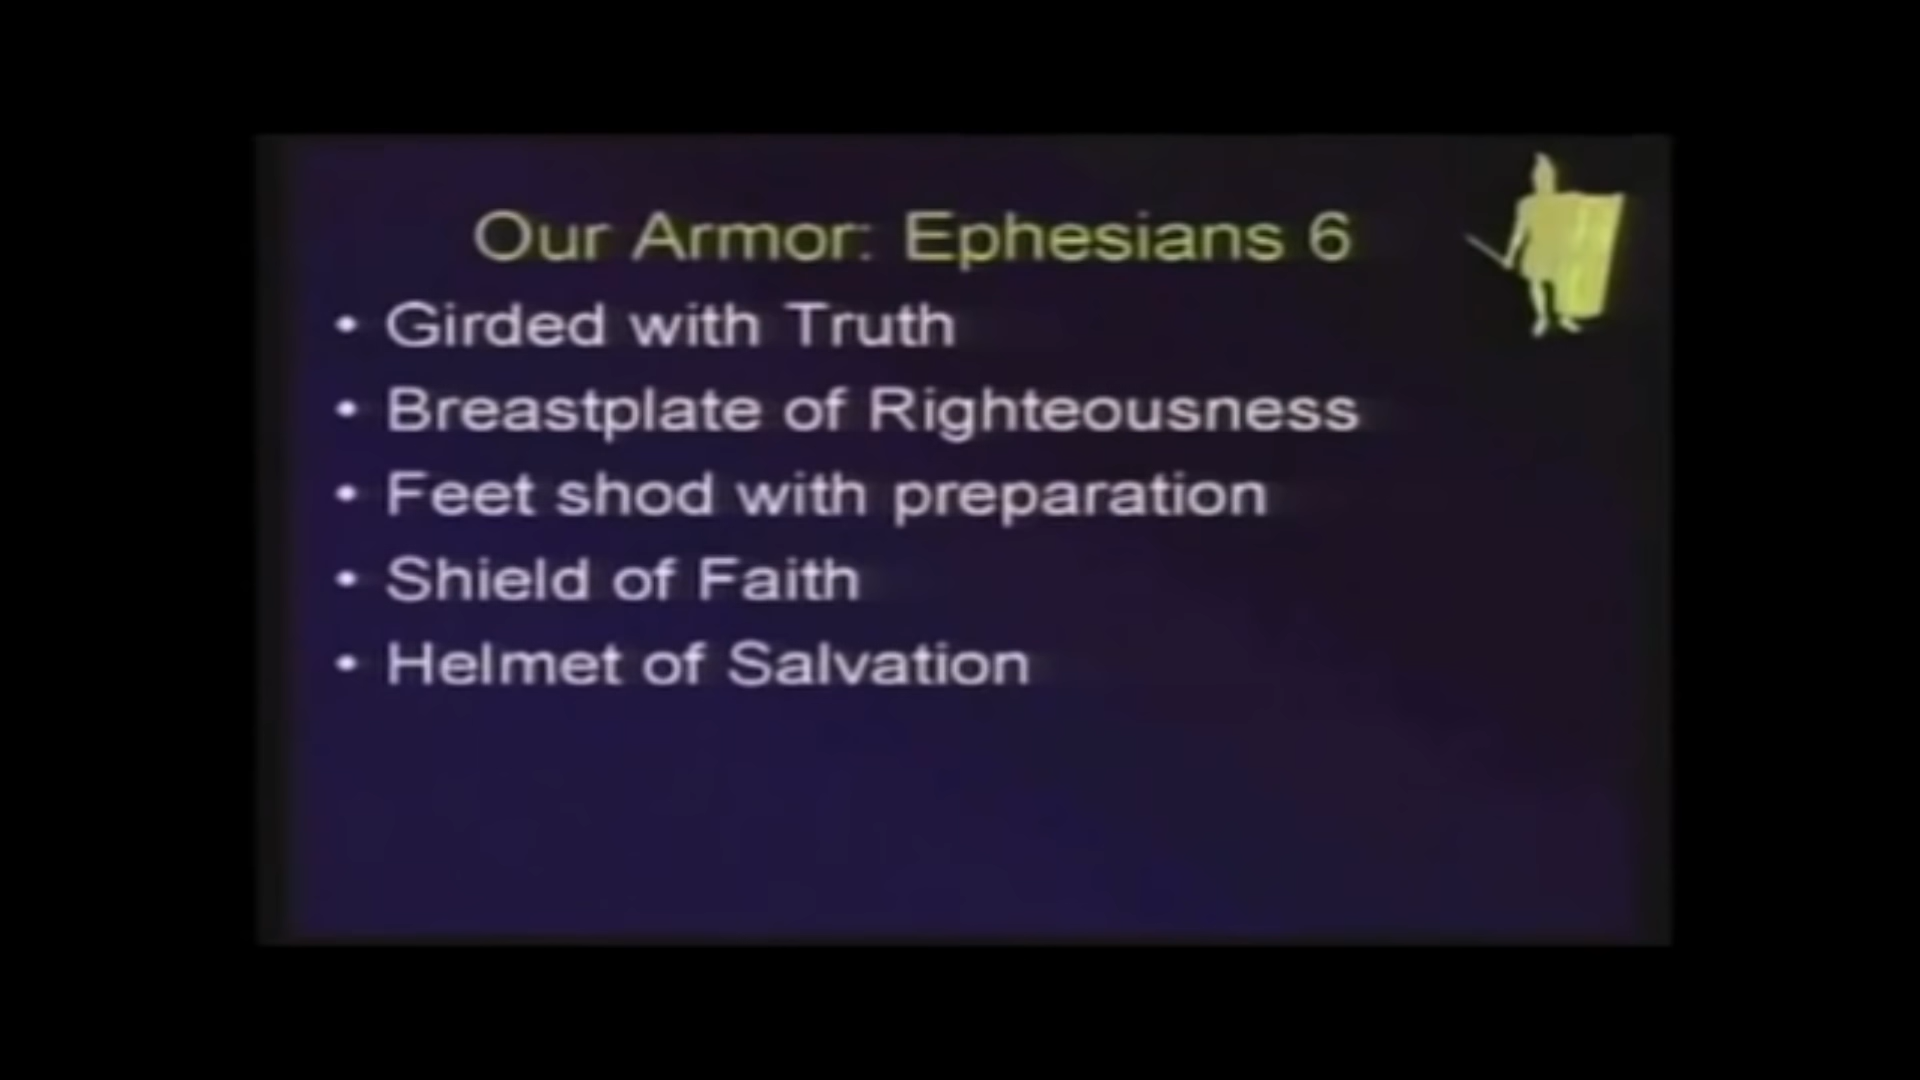 Our Armor: Ephesians 6
• Girded with Truth
• Breastplate of Righteousness
• Feet shod with preparation
• Shield of Faith
• Helmet of Salvation